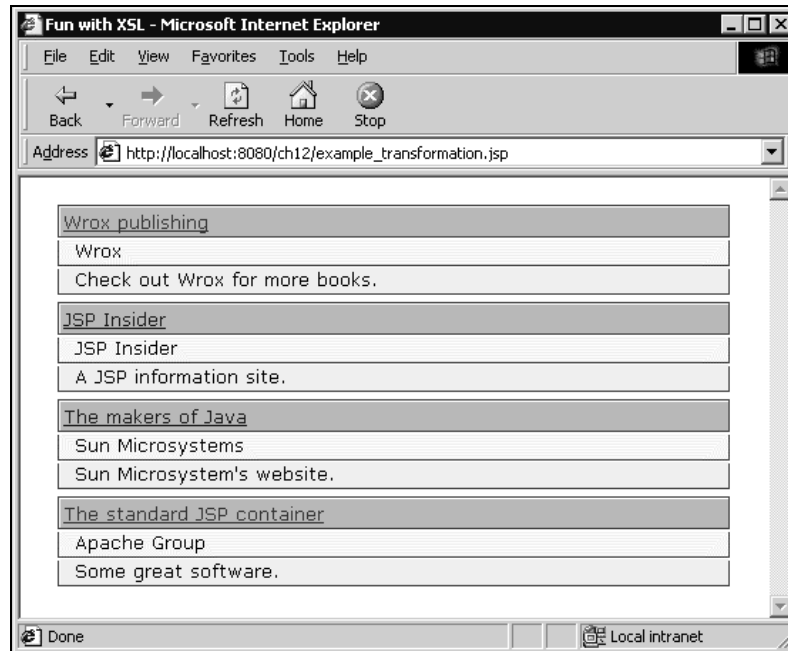 Fun with XSL - Microsoft Internet Explorer
File Edit View Favorites Tools Help
Back Forward Refresh Home Stop
Address http://localhost:8080/ch12/example_transformation.jsp
Wrox publishing
Wrox
Check out Wrox for more books.
JSP Insider
JSP Insider
A JSP information site.
The makers of Java
Sun Microsystems
Sun Microsystem's website.
The standard JSP container
Apache Group
Some great software.
Done Local intranet